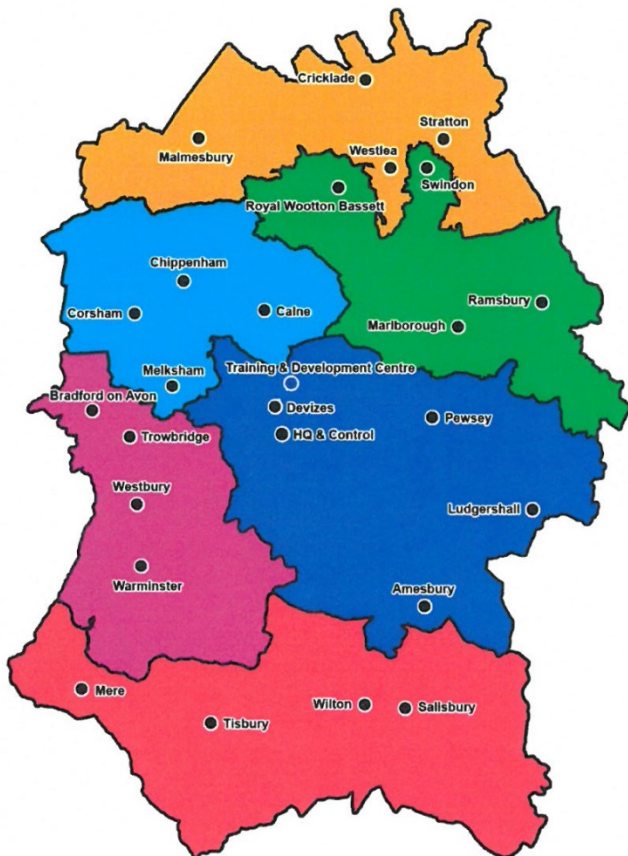 Cricklade
Stratton
Malmesbury
Westlea
Swindon
Royal Wootton Bassett
Chippenham
Ramsbury
Corsham
Calne
Marlborough
Melksham
Training & Development Centre
Bradford on Avon
Devizes
Pewsey
HQ & Control
Trowbridge
Westbury
Ludgershall
Warminster
Amesbury
Mere
Wilton
Salisbury
Tisbury